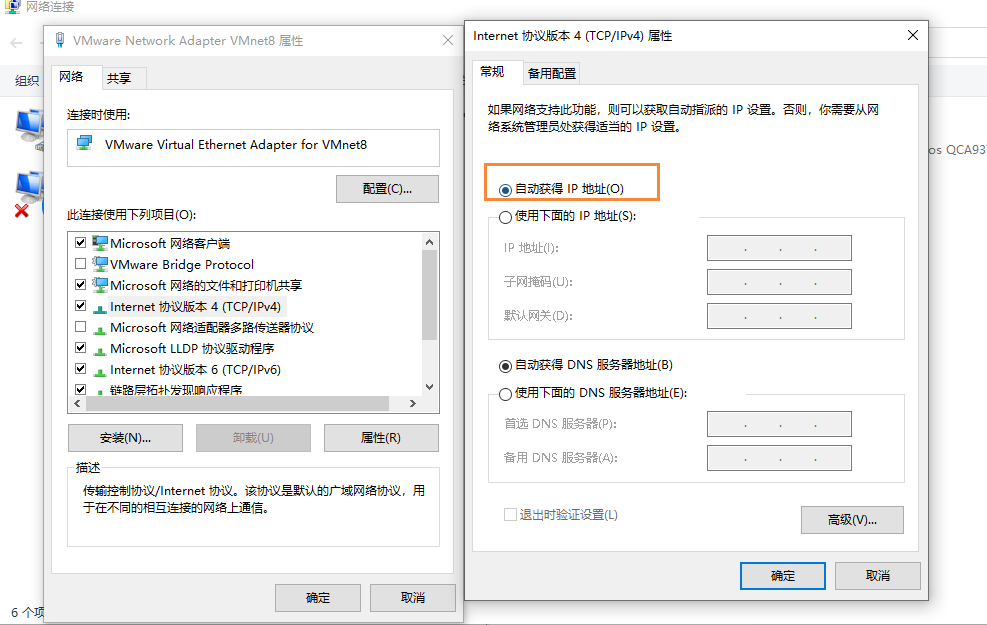 网络连接
组织
os QCA937
6 个项
VMware Network Adapter VMnet8 属性
网络
共享
连接时使用:
VMware Virtual Ethernet Adapter for VMnet8
配置(C)...
此连接使用下列项目(O):
Microsoft 网络客户端
VMware Bridge Protocol
Microsoft 网络的文件和打印机共享
Internet 协议版本 4 (TCP/IPv4)
Microsoft 网络适配器多路传送器协议
Microsoft LLDP 协议驱动程序
Internet 协议版本 6 (TCP/IPv6)
链路层拓扑发现响应程序
安装(N)...
卸载(U)
属性(R)
描述
传输控制协议/Internet 协议。该协议是默认的广域网络协议，用
于在不同的相互连接的网络上通信。
确定
取消
Internet 协议版本 4 (TCP/IPv4) 属性
常规
备用配置
如果网络支持此功能，则可以获取自动指派的 IP 设置。否则，你需要从网
络系统管理员处获得适当的 IP 设置。
自动获得 IP 地址(O)
使用下面的 IP 地址(S):
IP 地址(I):
子网掩码(U):
默认网关(D):
自动获得 DNS 服务器地址(B)
使用下面的 DNS 服务器地址(E):
首选 DNS 服务器(P):
备用 DNS 服务器(A):
退出时验证设置(L)
高级(V)...
确定
取消